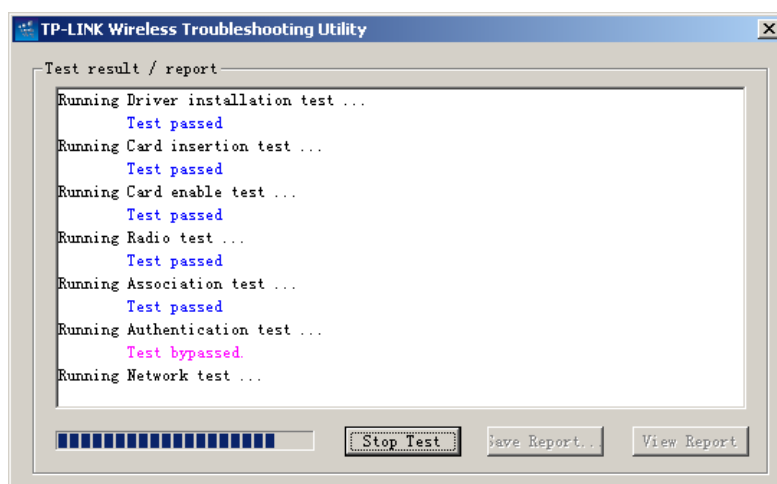 TP-LINK Wireless Troubleshooting Utility
Test result / report
Running Driver installation test ...
Test passed
Running Card insertion test ...
Test passed
Running Card enable test ...
Test passed
Running Radio test ...
Test passed
Running Association test ...
Test passed
Running Authentication test ...
Test bypassed.
Running Network test ...
Stop Test
Save Report...
View Report